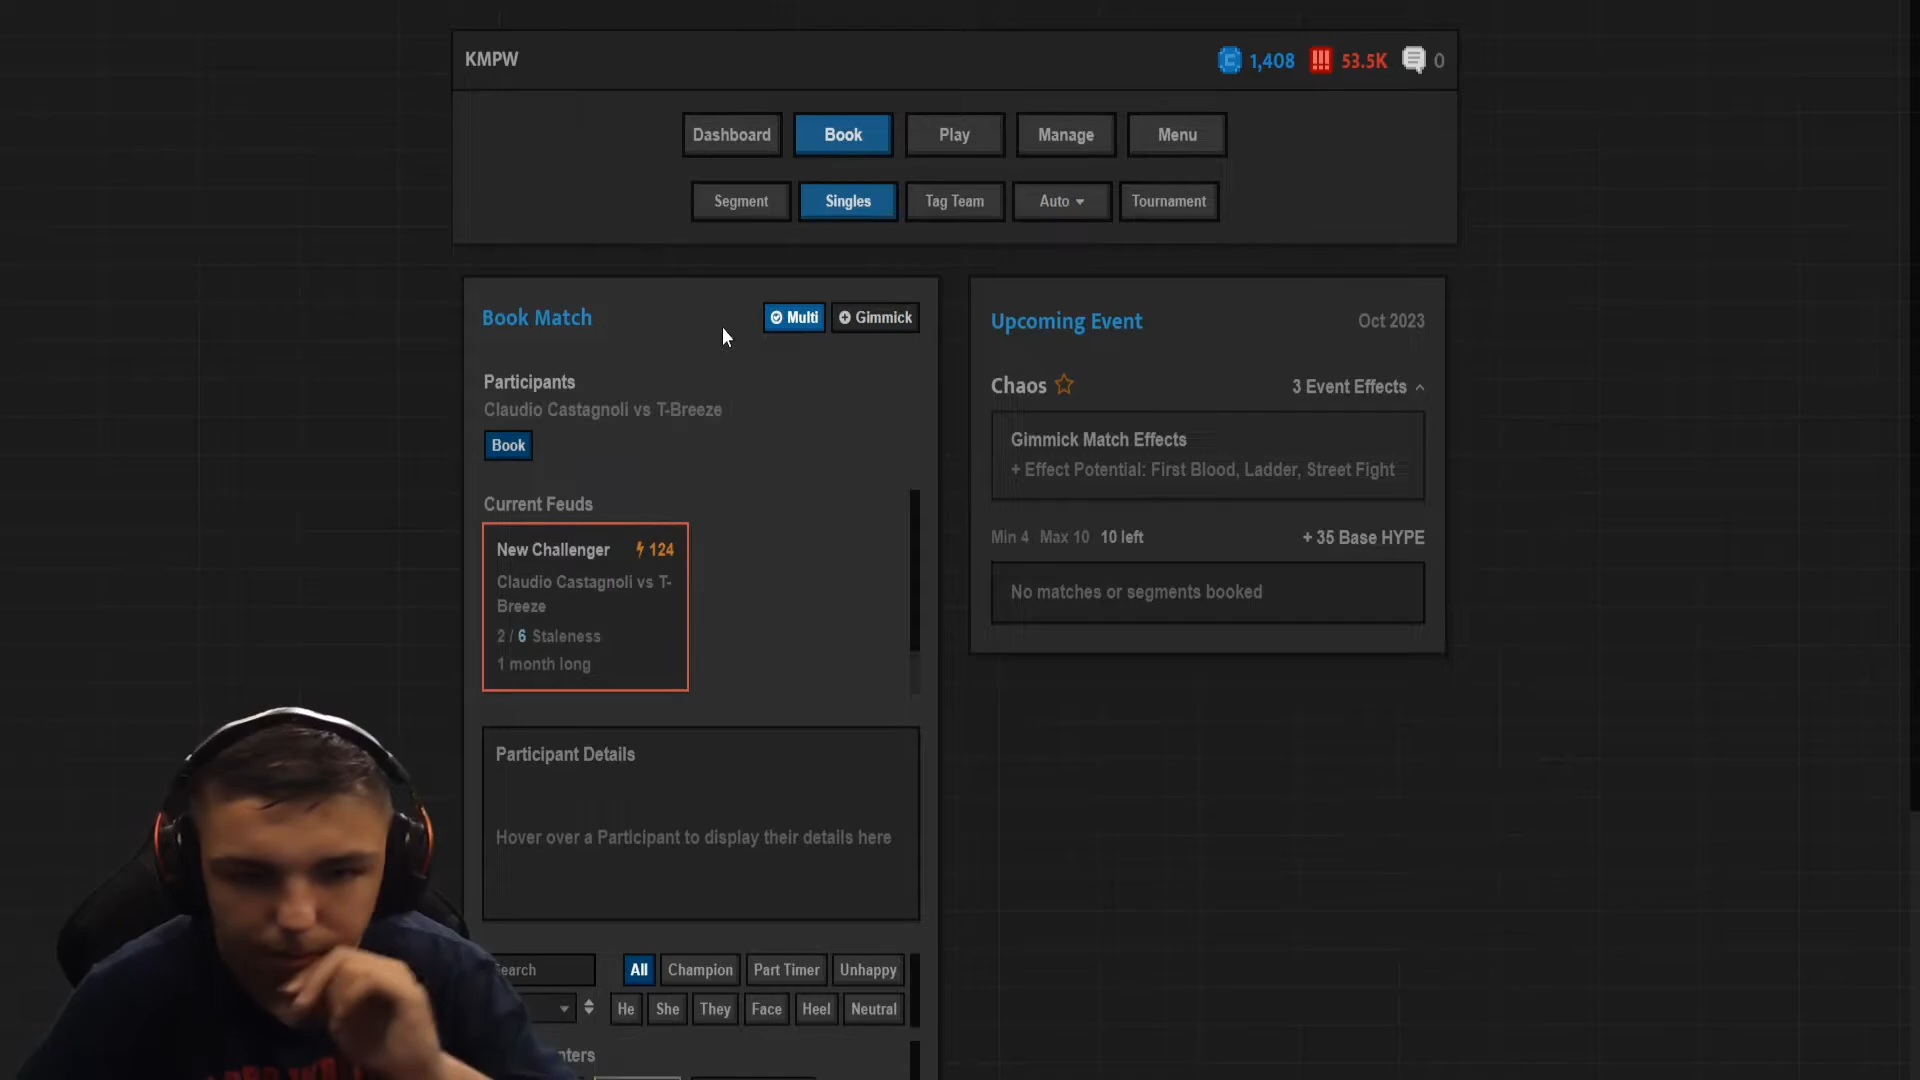 KMPW
1,408
53.5K
0
Dashboard
Book
Play
Manage
Menu
Segment
Singles
Tag Team
Auto
Tournament
Book Match
Multi
Gimmick
Participants
Claudio Castagnoli vs T-Breeze
Book
Current Feuds
New Challenger
124
Claudio Castagnoli vs T-
Breeze
2 / 6 Staleness
1 month long
Participant Details
Hover over a Participant to display their details here
All
Champion
Part Timer
Unhappy
He
She
They
Face
Heel
Neutral
Upcoming Event
Oct 2023
Chaos
3 Event Effects
Gimmick Match Effects
+ Effect Potential: First Blood, Ladder, Street Fight
Min 4 Max 10 10 left
+ 35 Base HYPE
No matches or segments booked